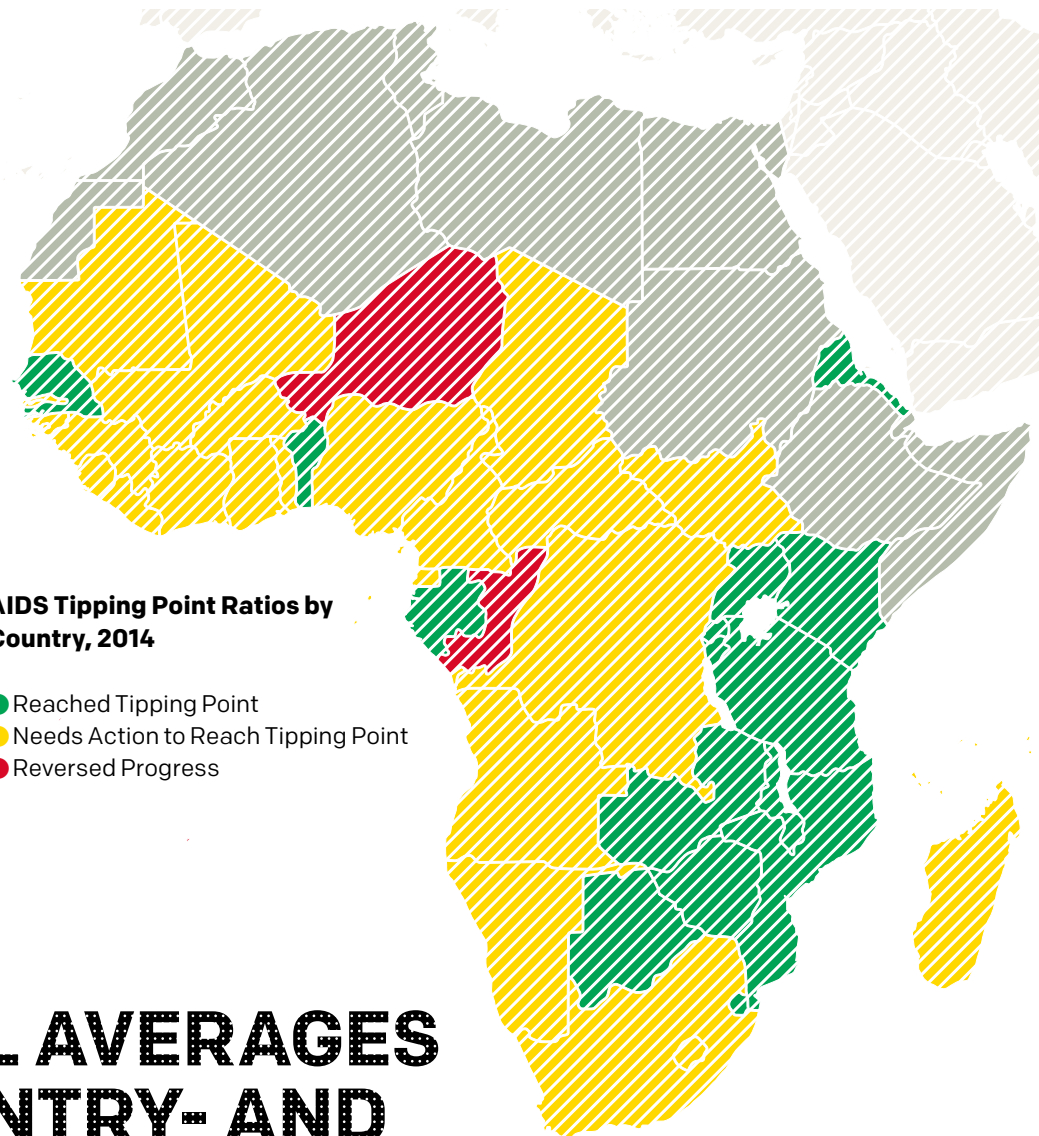 AIDS Tipping Point Ratios by
Country, 2014
Reached Tipping Point
Needs Action to Reach Tipping Point
Reversed Progress
L AVERAGES
NTRY- AND